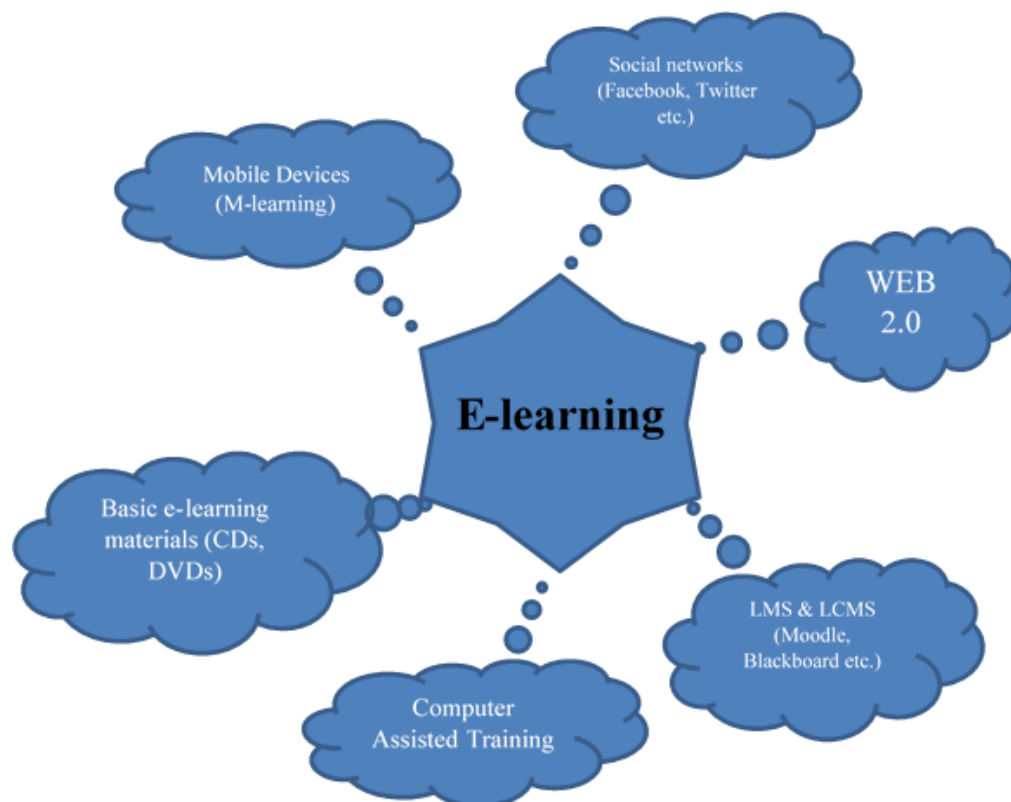 Social networks
(Facebook, Twitter
etc.)
Mobile Devices
(M-learning)
WEB
2.0
E-learning
Basic e-learning
materials (CDs,
DVDs)
LMS & LCMS
(Moodle,
Blackboard etc.)
Computer
Assisted Training